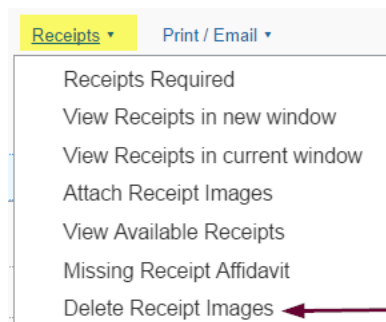 Receipts ▾ Print / Email ▾
Receipts Required
View Receipts in new window
View Receipts in current window
Attach Receipt Images
View Available Receipts
Missing Receipt Affidavit
Delete Receipt Images